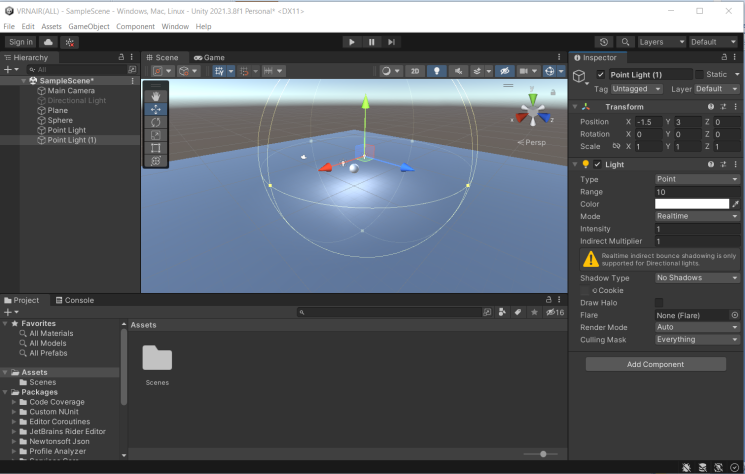 VRNAIR(ALL) - SampleScene - Windows, Mac, Linux - Unity 2021.3.8f1 Personal* <DX11>
File Edit Assets GameObject Component Window Help
Sign in Layers Default
Hierarchy
All
SampleScene*
Main Camera
Directional Light
Plane
Sphere
Point Light
Point Light (1)
Scene Game
2D
y
x
z
Persp
Inspector
Point Light (1) Static
Tag Untagged Layer Default
Transform
Position X -1.5 Y 3 Z 0
Rotation X 0 Y 0 Z 0
Scale X 1 Y 1 Z 1
Light
Type Point
Range 10
Color
Mode Realtime
Intensity 1
Indirect Multiplier 1
Realtime indirect bounce shadowing is only
supported for Directional lights.
Shadow Type No Shadows
Cookie
Draw Halo
Flare None (Flare)
Render Mode Auto
Culling Mask Everything
Add Component
Project Console
16
Favorites
All Materials
All Models
All Prefabs
Assets
Scenes
Packages
Code Coverage
Custom NUnit
Editor Coroutines
JetBrains Rider Editor
Newtonsoft Json
Profile Analyzer
Assets
Scenes